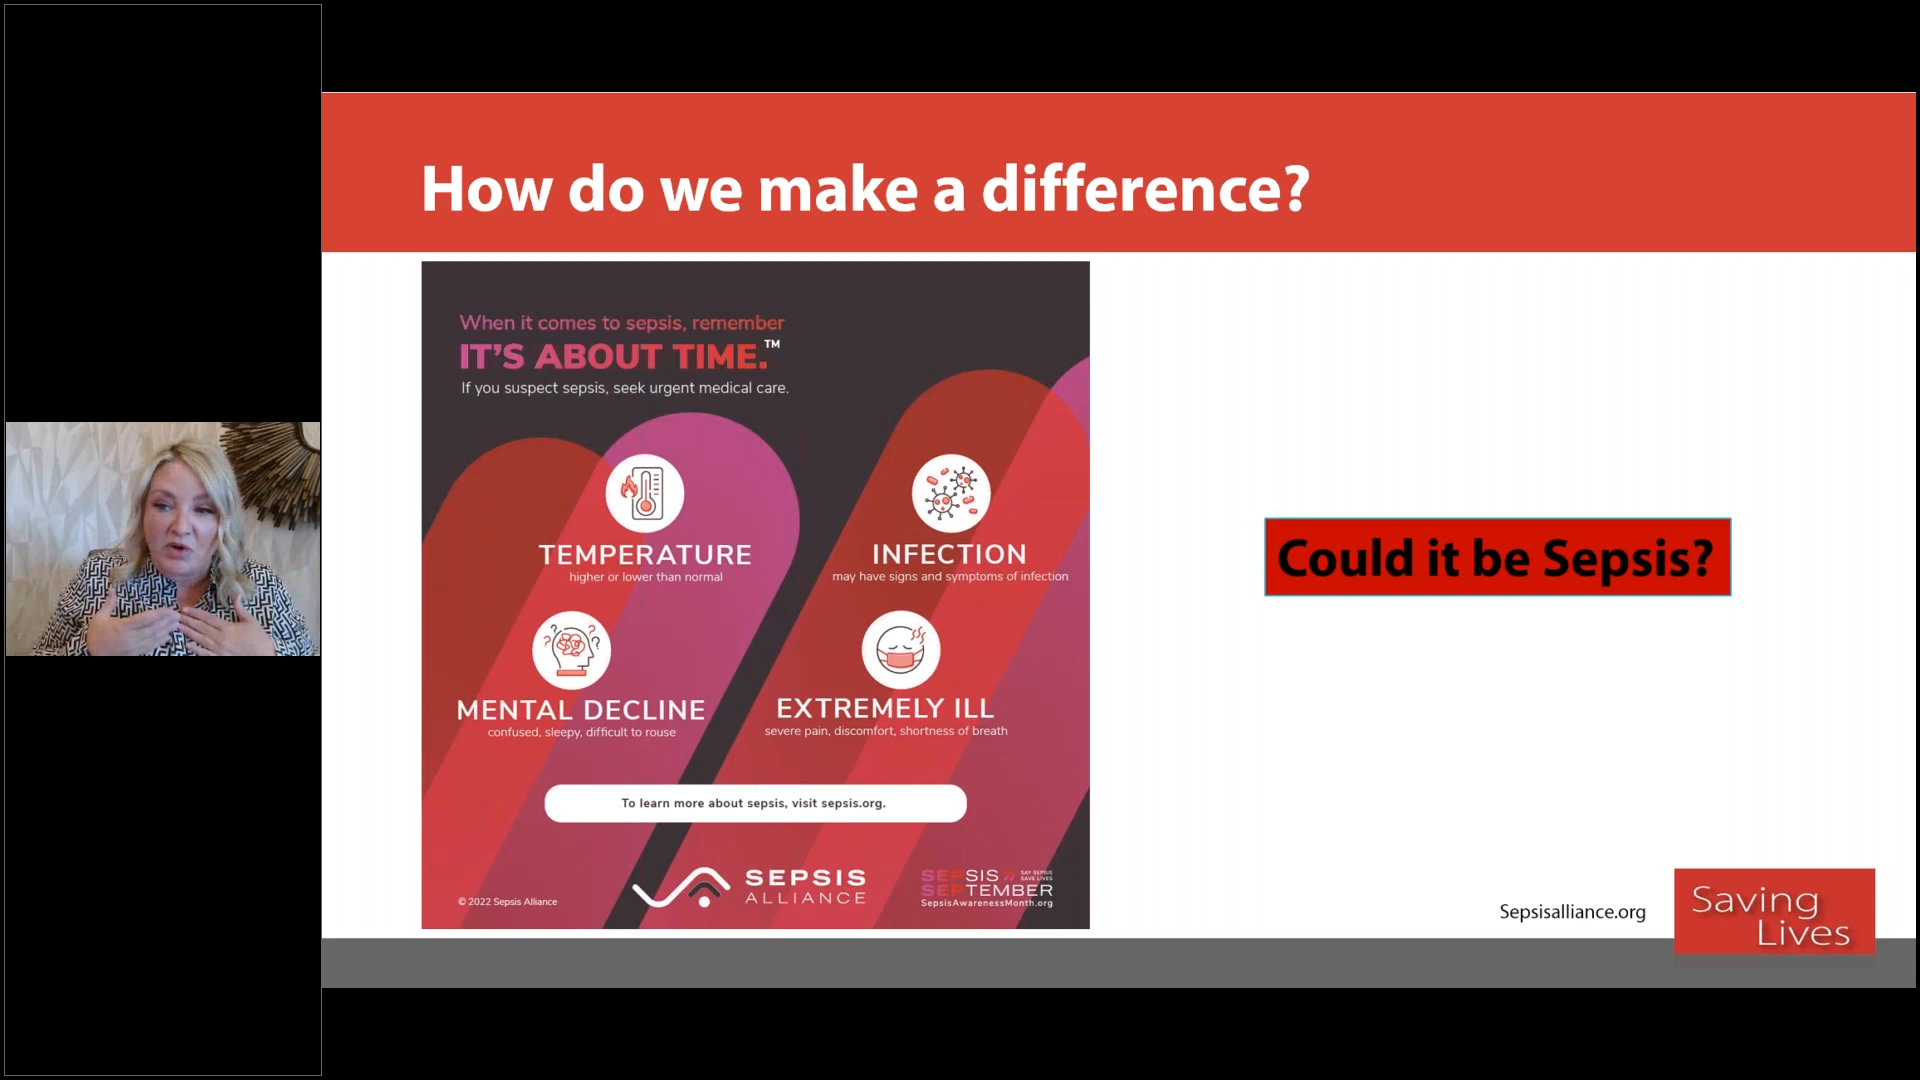 How do we make a difference?
When it comes to sepsis, remember
IT'S ABOUT TIME.™
If you suspect sepsis, seek urgent medical care.
TEMPERATURE
higher or lower than normal
INFECTION
may have signs and symptoms of infection
MENTAL DECLINE
confused, sleepy, difficult to rouse
EXTREMELY ILL
severe pain, discomfort, shortness of breath
To learn more about sepsis, visit sepsis.org.
© 2022 Sepsis Alliance
SEPSIS
ALLIANCE
SEPSIS
SAY SEPSIS
SAVE LIVES
SEPTEMBER
SepsisAwarenessMonth.org
Could it be Sepsis?
Sepsisalliance.org
Saving
Lives